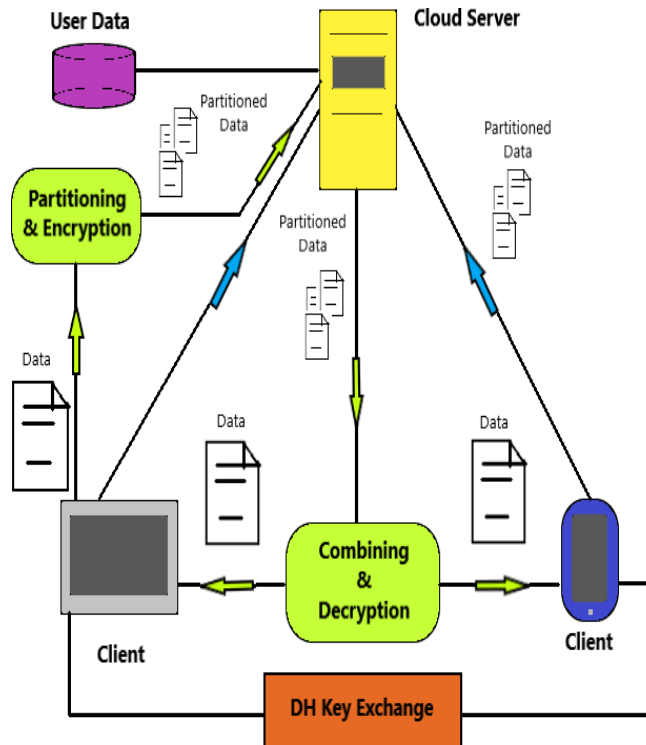 User Data
Cloud Server
Partitioned
Data
Partitioned
Data
Partitioning
& Encryption
Partitioned
Data
Data
Data
Data
Combining
&
Decryption
Client
Client
DH Key Exchange